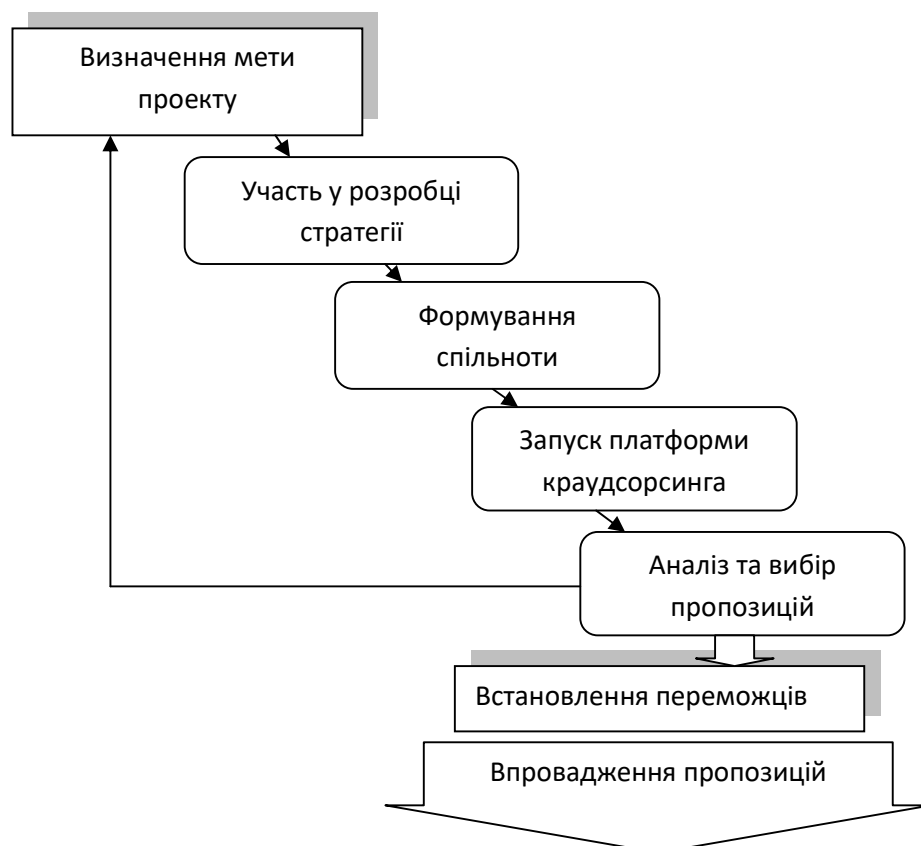 Визначення мети
проекту
Участь у розробці
стратегії
Формування
спільноти
Запуск платформи
краудсорсинга
Аналіз та вибір
пропозицій
Встановлення переможців
Впровадження пропозицій